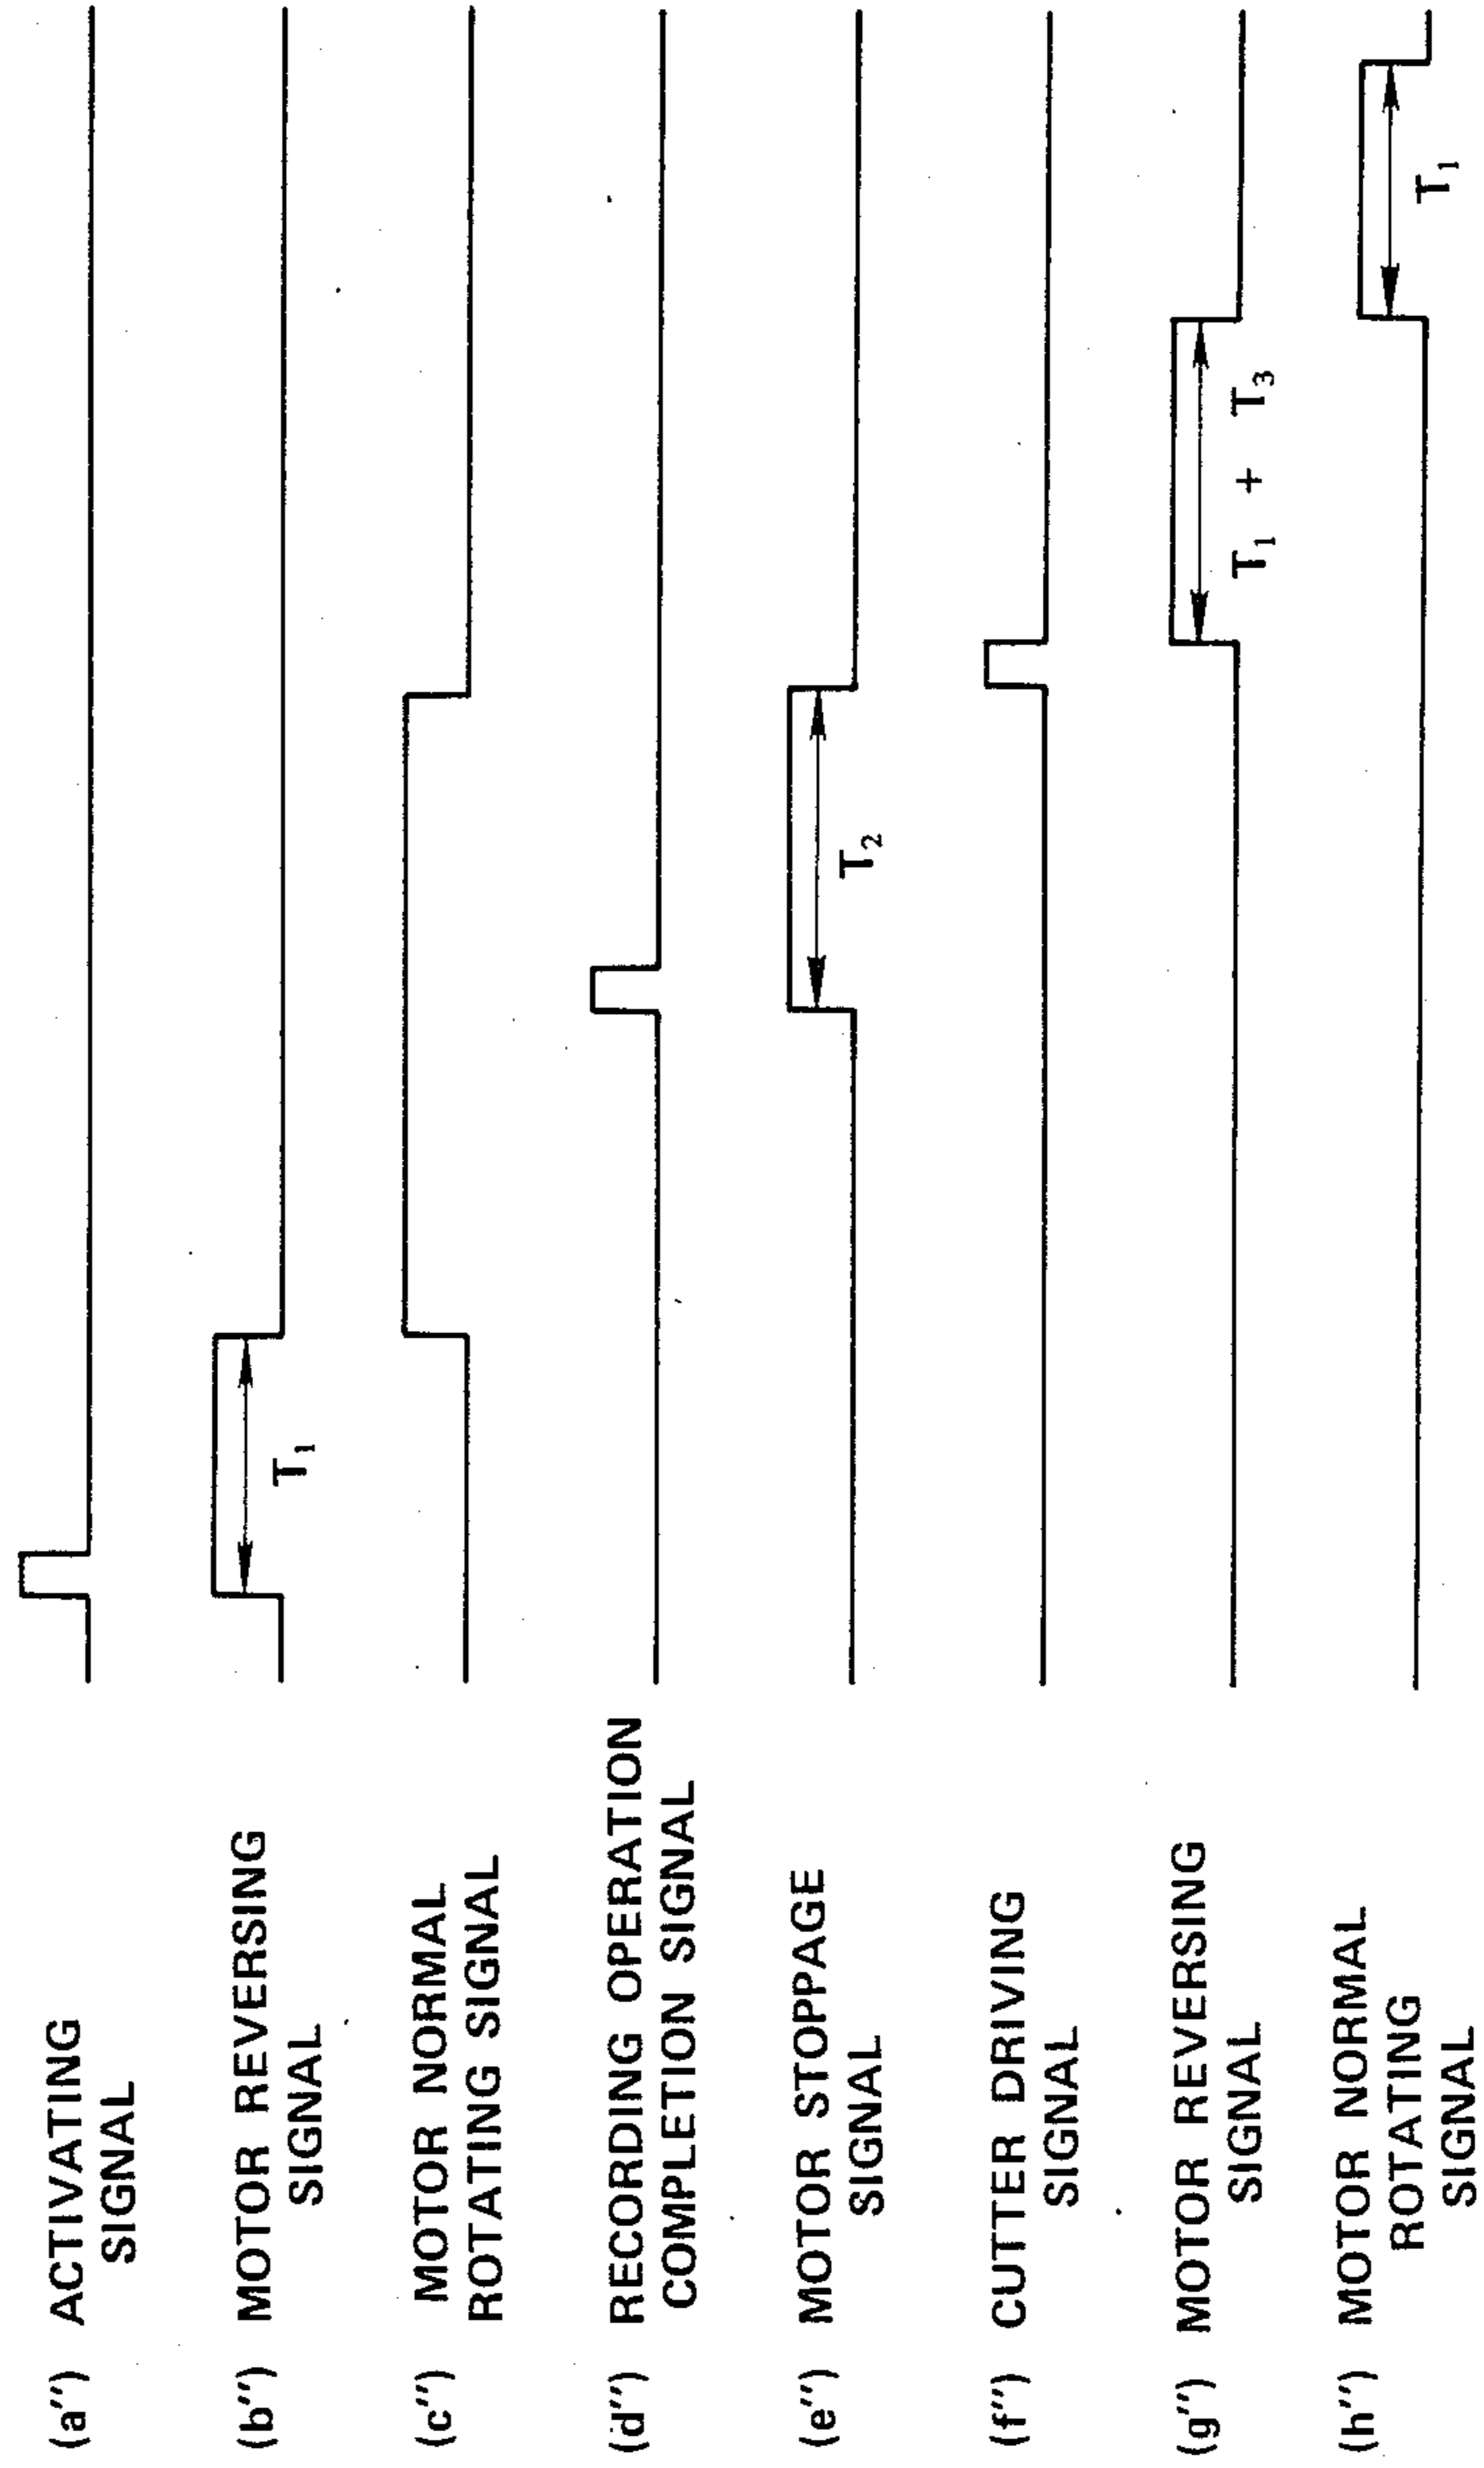 (a'') ACTIVATING
SIGNAL
(b'') MOTOR REVERSING
SIGNAL
T1
(c'') MOTOR NORMAL
ROTATING SIGNAL
(d'') RECORDING OPERATION
COMPLETION SIGNAL
(e'') MOTOR STOPPAGE
SIGNAL
T2
(f'') CUTTER DRIVING
SIGNAL
(g'') MOTOR REVERSING
SIGNAL
T1 + T3
(h'') MOTOR NORMAL
ROTATING
SIGNAL
T1